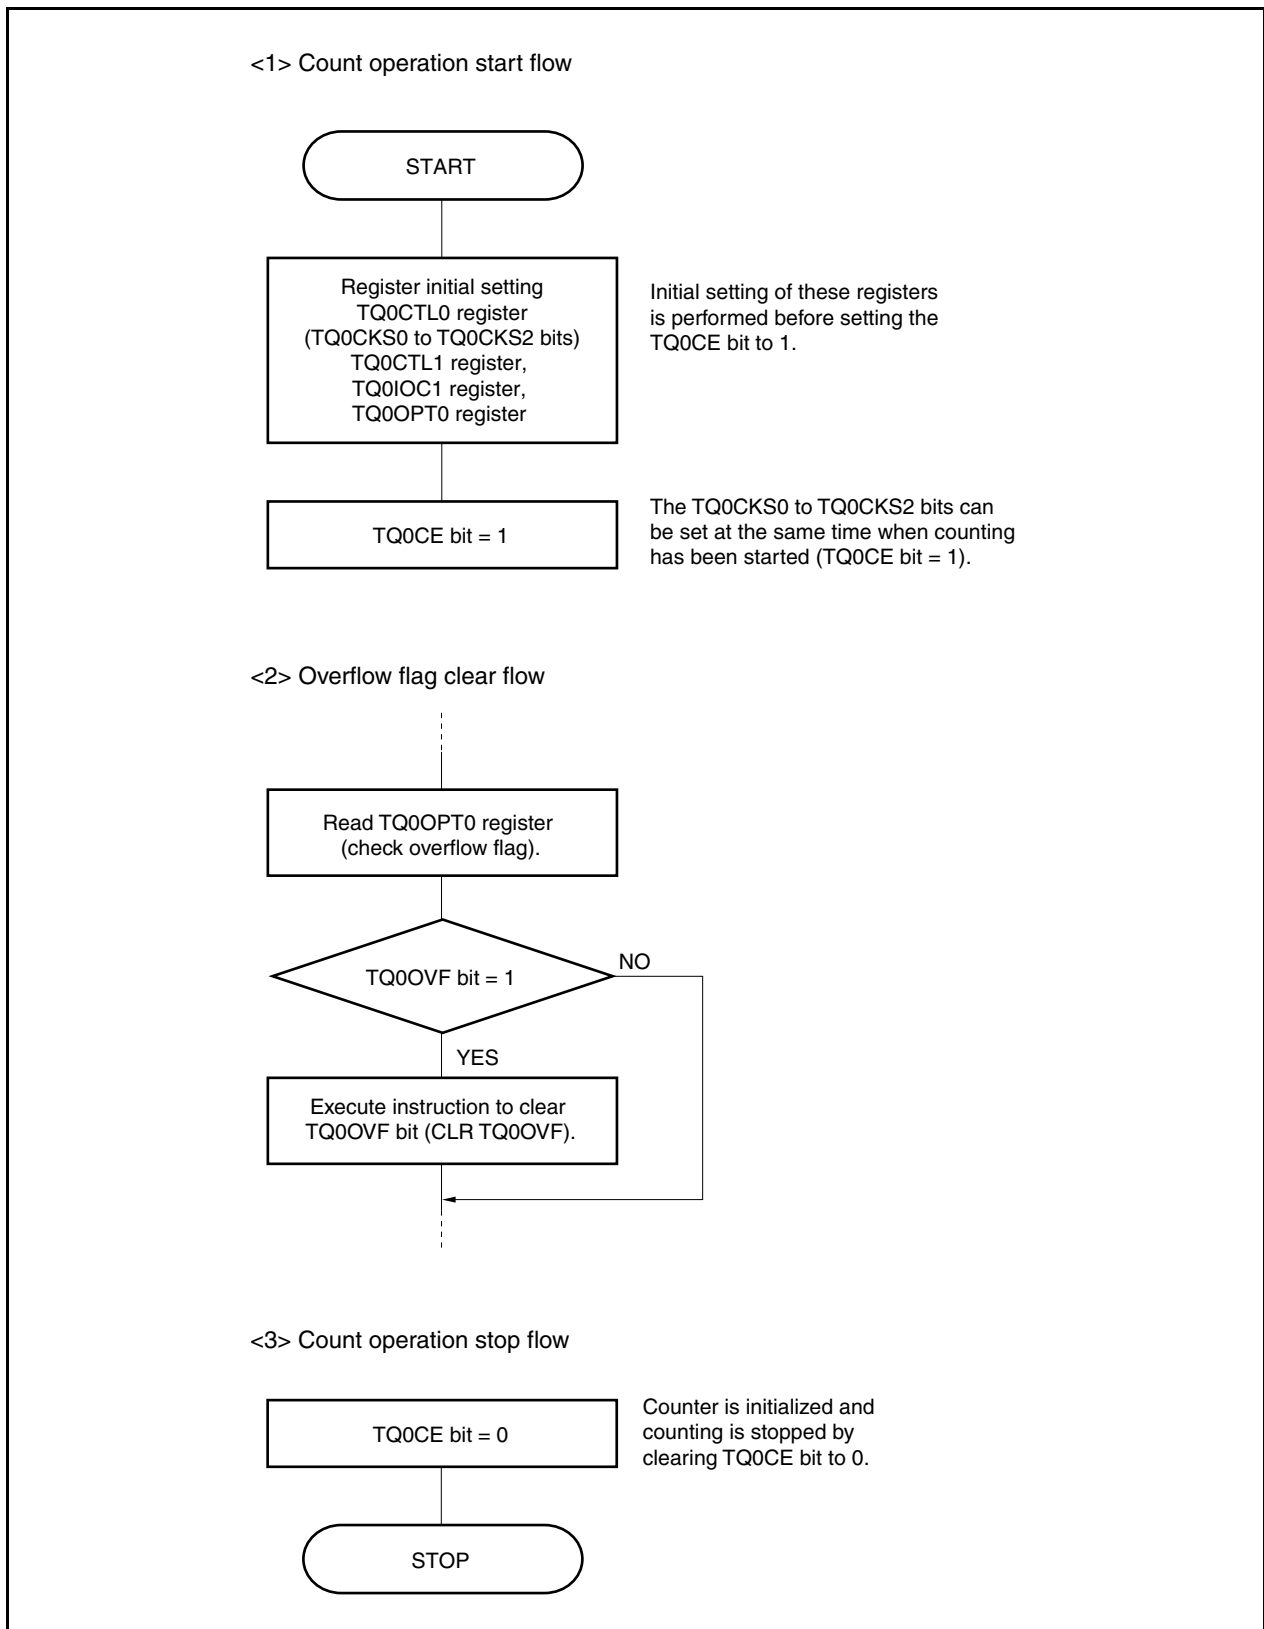 <1> Count operation start flow
START
Register initial setting
TQ0CTL0 register
(TQ0CKS0 to TQ0CKS2 bits)
TQ0CTL1 register,
TQ0IOC1 register,
TQ0OPT0 register
Initial setting of these registers
is performed before setting the
TQ0CE bit to 1.
TQ0CE bit = 1
The TQ0CKS0 to TQ0CKS2 bits can
be set at the same time when counting
has been started (TQ0CE bit = 1).
<2> Overflow flag clear flow
Read TQ0OPT0 register
(check overflow flag).
TQ0OVF bit = 1
NO
YES
Execute instruction to clear
TQ0OVF bit (CLR TQ0OVF).
<3> Count operation stop flow
TQ0CE bit = 0
Counter is initialized and
counting is stopped by
clearing TQ0CE bit to 0.
STOP